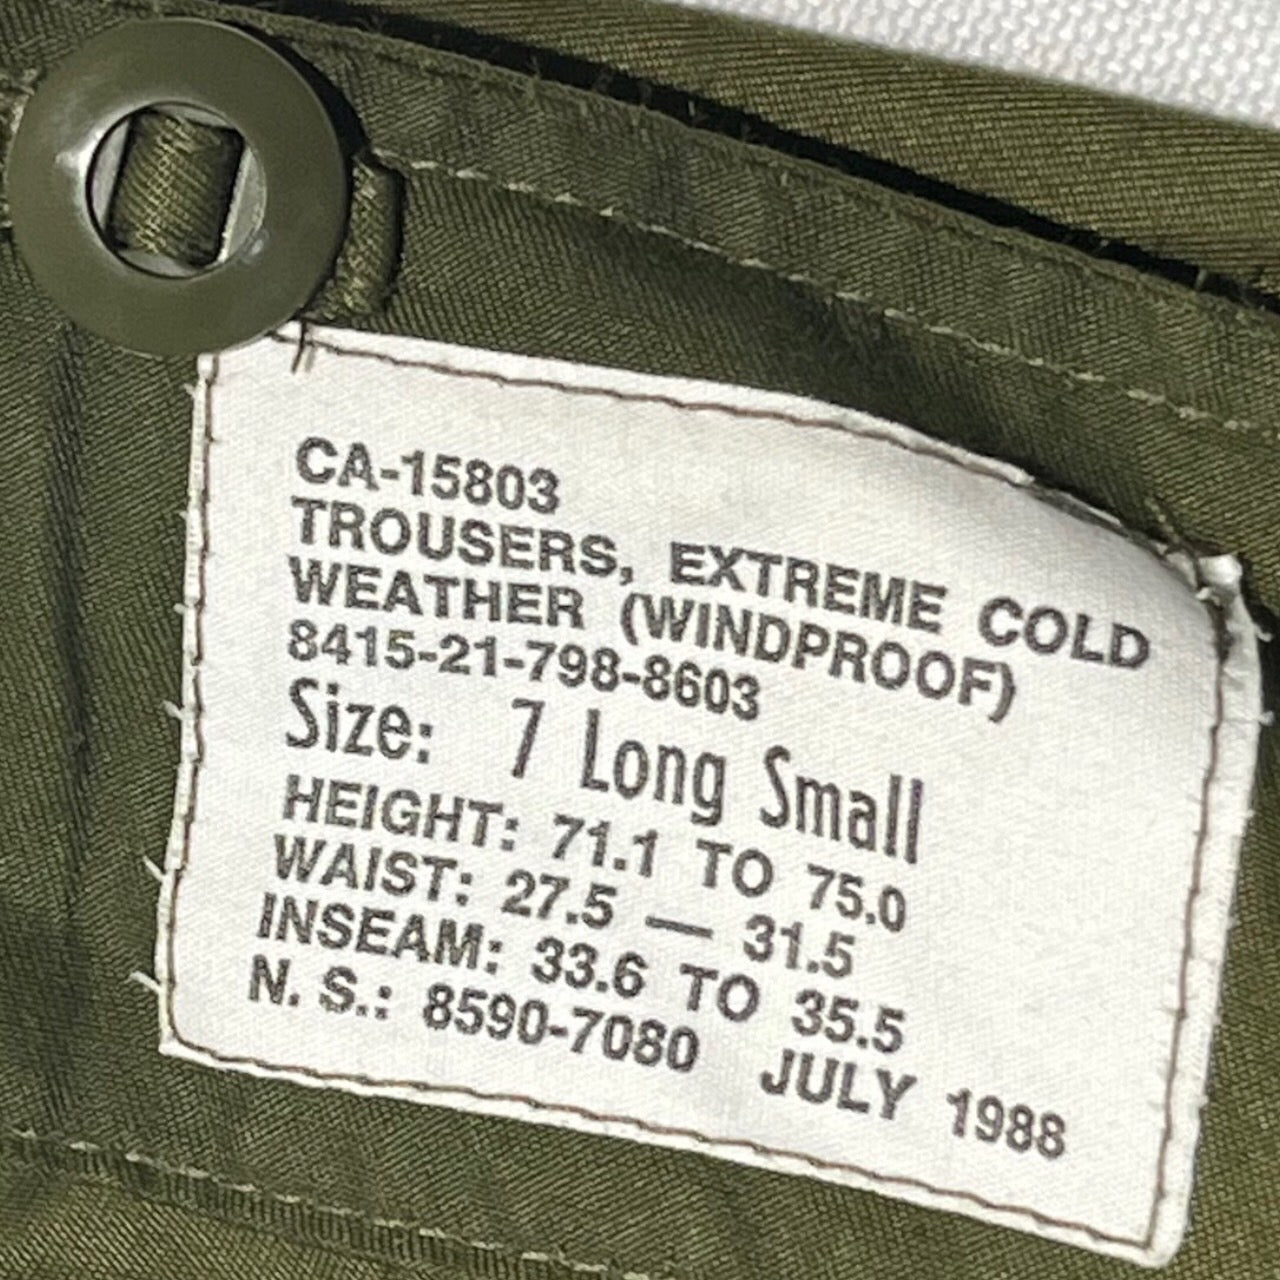 CA-15803
TROUSERS, EXTREME COLD
WEATHER (WINDPROOF)
8415-21-798-8603
Size: 7 Long Small
HEIGHT: 71.1 TO 75.0
WAIST: 27.5 — 31.5
INSEAM: 33.6 TO 35.5
N. S.: 8590-7080 JULY 1988